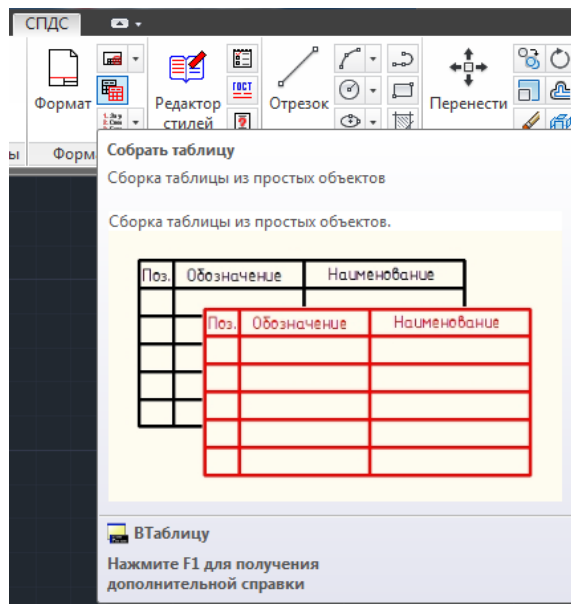 СПДС
Формат
Редактор
стилей
ГОСТ
Отрезок
Перенести
ы
Форм
Собрать таблицу
Сборка таблицы из простых объектов
Сборка таблицы из простых объектов.
Поз. Обозначение Наименование
Поз. Обозначение Наименование
ВТаблицу
Нажмите F1 для получения
дополнительной справки